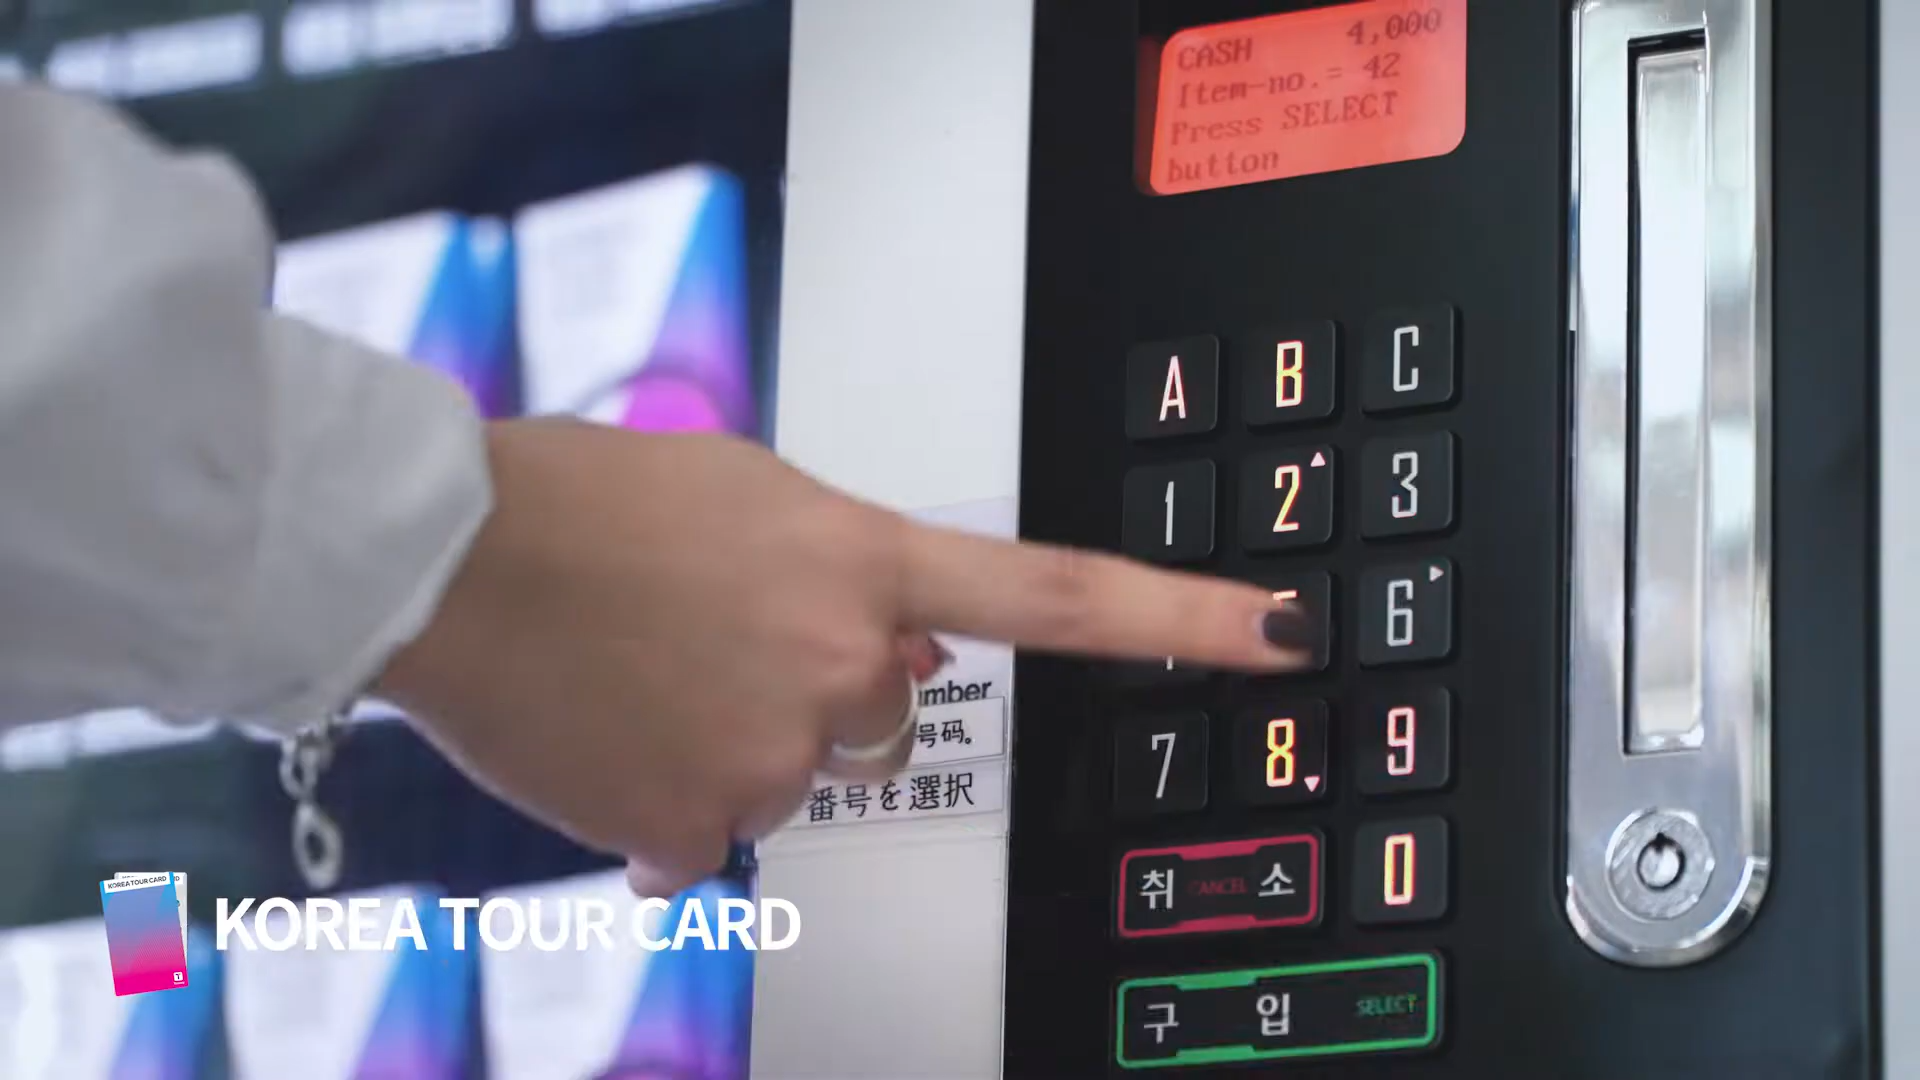 CASH 4,000
Item-no.= 42
Press SELECT
button
A B C
1 2 3
6
7 8 9
취 CANCEL 소 0
구 입 SELECT
mber
号码。
番号を選択
KOREA TOUR CARD
KOREA TOUR CARD